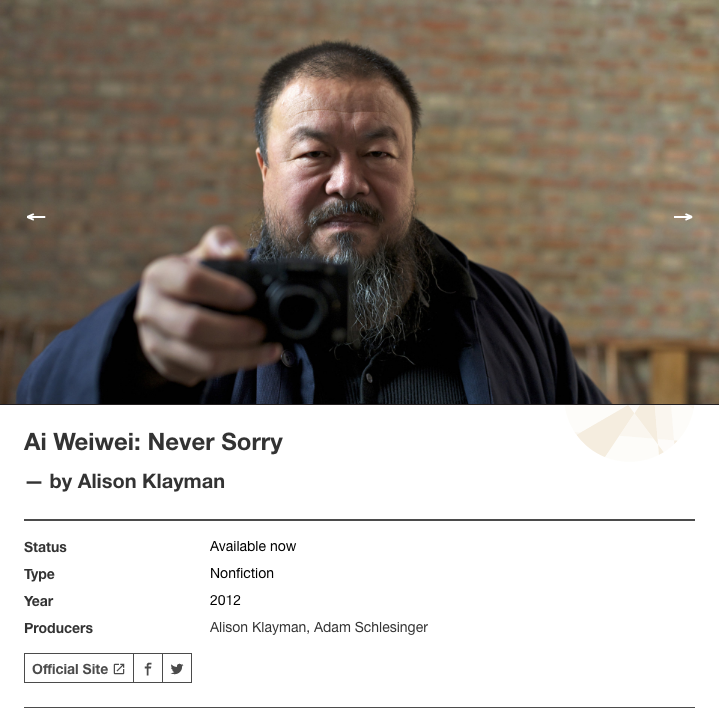 Ai Weiwei: Never Sorry
— by Alison Klayman
Status Available now
Type Nonfiction
Year 2012
Producers Alison Klayman, Adam Schlesinger
Official Site